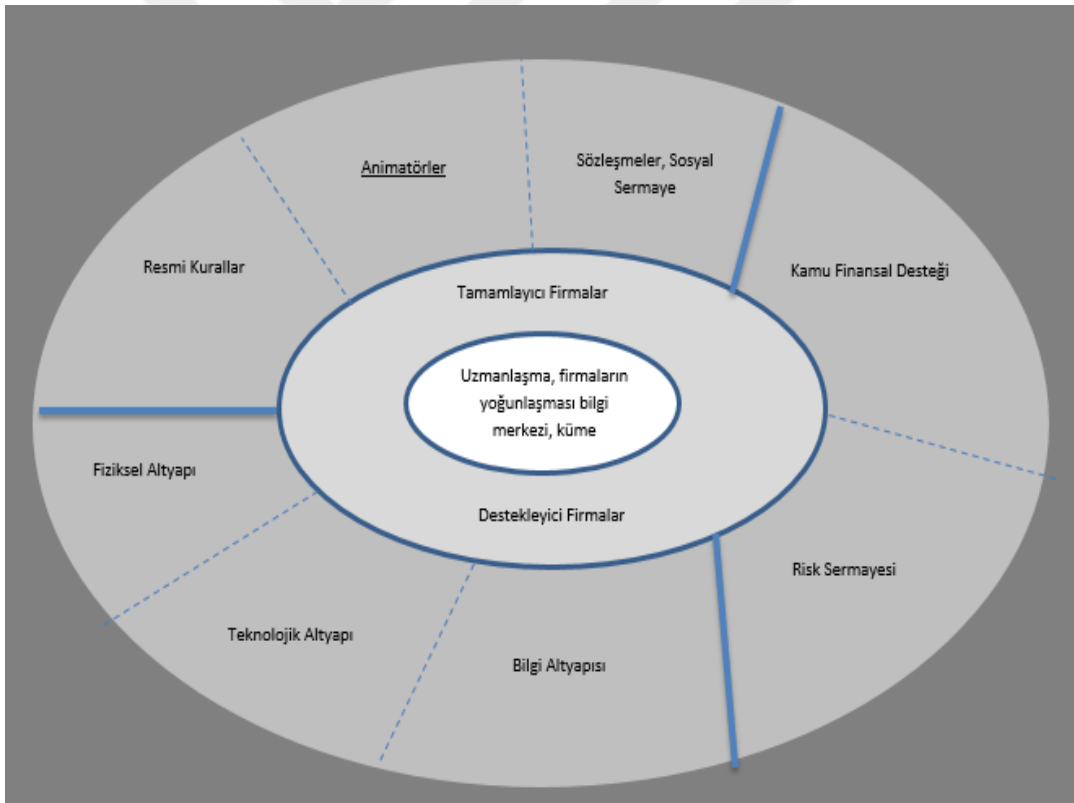 Animatörler
Sözleşmeler, Sosyal
Sermaye
Resmi Kurallar
Kamu Finansal Desteği
Tamamlayıcı Firmalar
Uzmanlaşma, firmaların
yoğunlaşması bilgi
merkezi, küme
Fiziksel Altyapı
Destekleyici Firmalar
Risk Sermayesi
Teknolojik Altyapı
Bilgi Altyapısı